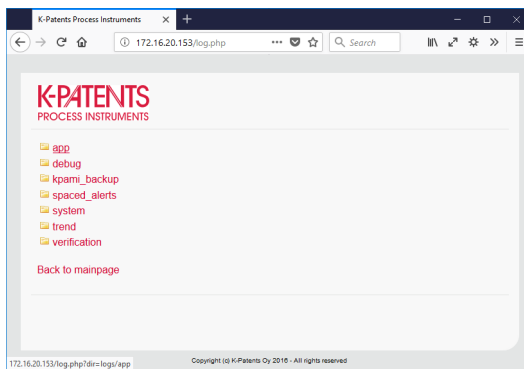 K-Patents Process Instruments
172.16.20.153/log.php
Search
K-PATENTS
PROCESS INSTRUMENTS
app
debug
kpami_backup
spaced_alerts
system
trend
verification
Back to mainpage
172.16.20.153/log.php?dir=logs/app
Copyright (c) K-Patents Oy 2016 - All rights reserved